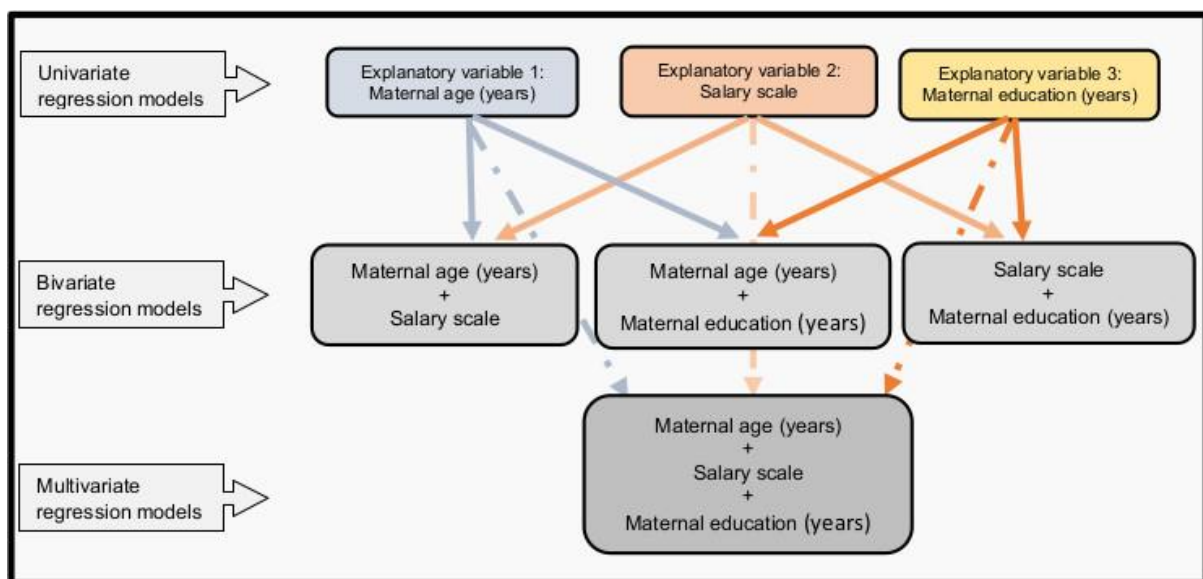 Univariate
regression models
Explanatory variable 1:
Maternal age (years)
Explanatory variable 2:
Salary scale
Explanatory variable 3:
Maternal education (years)
Bivariate
regression models
Maternal age (years)
+
Salary scale
Maternal age (years)
+
Maternal education (years)
Salary scale
+
Maternal education (years)
Multivariate
regression models
Maternal age (years)
+
Salary scale
+
Maternal education (years)